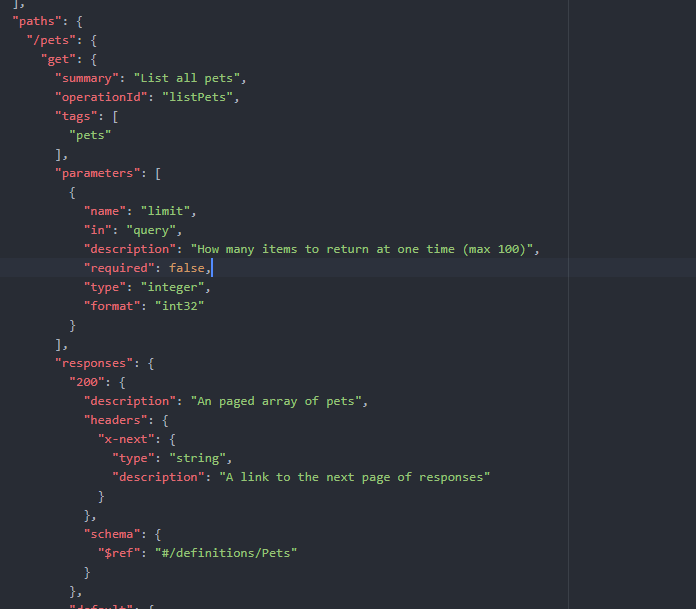 ],
"paths": {
"/pets": {
"get": {
"summary": "List all pets",
"operationId": "listPets",
"tags": [
"pets"
],
"parameters": [
{
"name": "limit",
"in": "query",
"description": "How many items to return at one time (max 100)",
"required": false,
"type": "integer",
"format": "int32"
}
],
"responses": {
"200": {
"description": "An paged array of pets",
"headers": {
"x-next": {
"type": "string",
"description": "A link to the next page of responses"
}
},
"schema": {
"$ref": "#/definitions/Pets"
}
},
"default": {